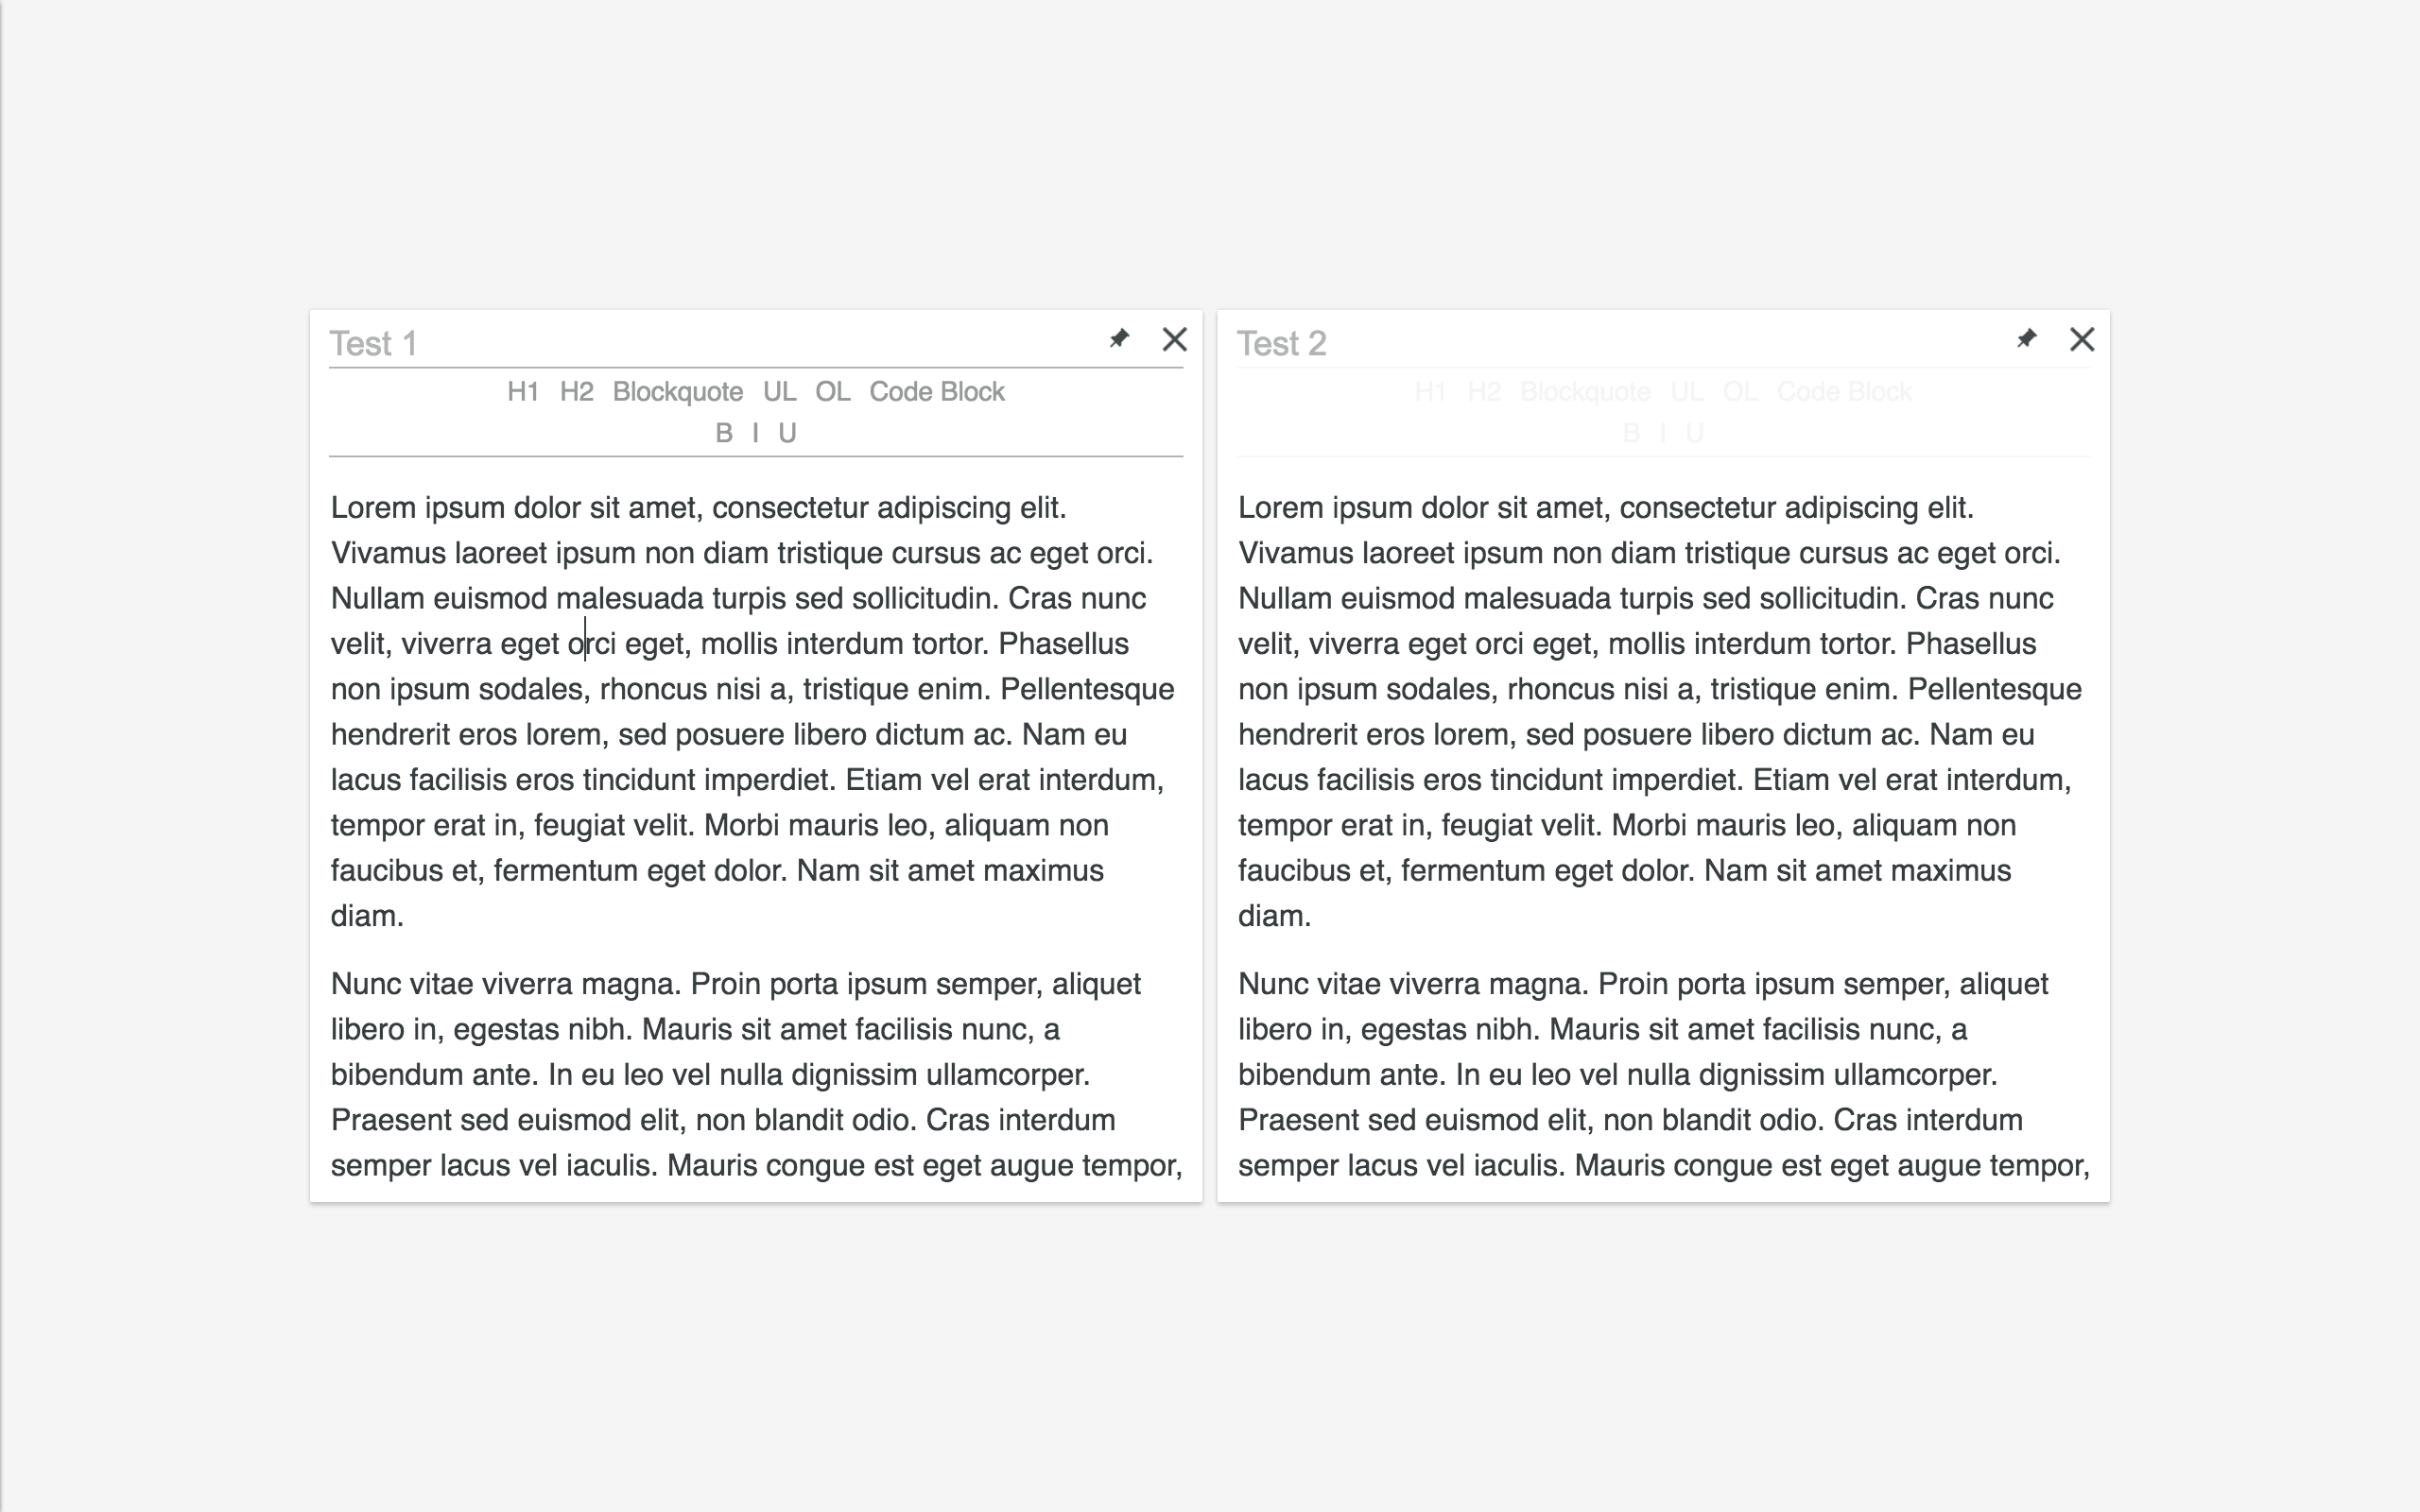 Test 1
H1 H2 Blockquote UL OL Code Block
B I U
Lorem ipsum dolor sit amet, consectetur adipiscing elit.
Vivamus laoreet ipsum non diam tristique cursus ac eget orci.
Nullam euismod malesuada turpis sed sollicitudin. Cras nunc
velit, viverra eget orci eget, mollis interdum tortor. Phasellus
non ipsum sodales, rhoncus nisi a, tristique enim. Pellentesque
hendrerit eros lorem, sed posuere libero dictum ac. Nam eu
lacus facilisis eros tincidunt imperdiet. Etiam vel erat interdum,
tempor erat in, feugiat velit. Morbi mauris leo, aliquam non
faucibus et, fermentum eget dolor. Nam sit amet maximus
diam.
Nunc vitae viverra magna. Proin porta ipsum semper, aliquet
libero in, egestas nibh. Mauris sit amet facilisis nunc, a
bibendum ante. In eu leo vel nulla dignissim ullamcorper.
Praesent sed euismod elit, non blandit odio. Cras interdum
semper lacus vel iaculis. Mauris congue est eget augue tempor,
Test 2
H1 H2 Blockquote UL OL Code Block
B I U
Lorem ipsum dolor sit amet, consectetur adipiscing elit.
Vivamus laoreet ipsum non diam tristique cursus ac eget orci.
Nullam euismod malesuada turpis sed sollicitudin. Cras nunc
velit, viverra eget orci eget, mollis interdum tortor. Phasellus
non ipsum sodales, rhoncus nisi a, tristique enim. Pellentesque
hendrerit eros lorem, sed posuere libero dictum ac. Nam eu
lacus facilisis eros tincidunt imperdiet. Etiam vel erat interdum,
tempor erat in, feugiat velit. Morbi mauris leo, aliquam non
faucibus et, fermentum eget dolor. Nam sit amet maximus
diam.
Nunc vitae viverra magna. Proin porta ipsum semper, aliquet
libero in, egestas nibh. Mauris sit amet facilisis nunc, a
bibendum ante. In eu leo vel nulla dignissim ullamcorper.
Praesent sed euismod elit, non blandit odio. Cras interdum
semper lacus vel iaculis. Mauris congue est eget augue tempor,